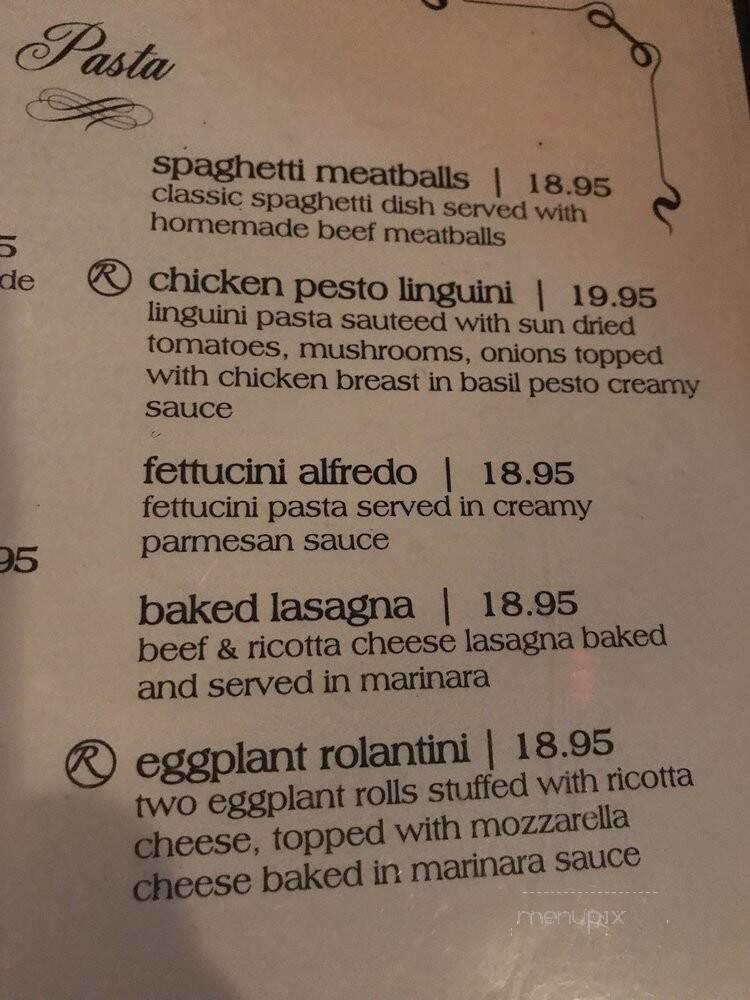 Pasta
spaghetti meatballs | 18.95
classic spaghetti dish served with
homemade beef meatballs
5
de
R chicken pesto linguini | 19.95
linguini pasta sauteed with sun dried
tomatoes, mushrooms, onions topped
with chicken breast in basil pesto creamy
sauce
fettucini alfredo | 18.95
fettucini pasta served in creamy
parmesan sauce
95
baked lasagna | 18.95
beef & ricotta cheese lasagna baked
and served in marinara
R eggplant rolantini | 18.95
two eggplant rolls stuffed with ricotta
cheese, topped with mozzarella
cheese baked in marinara sauce
menupix